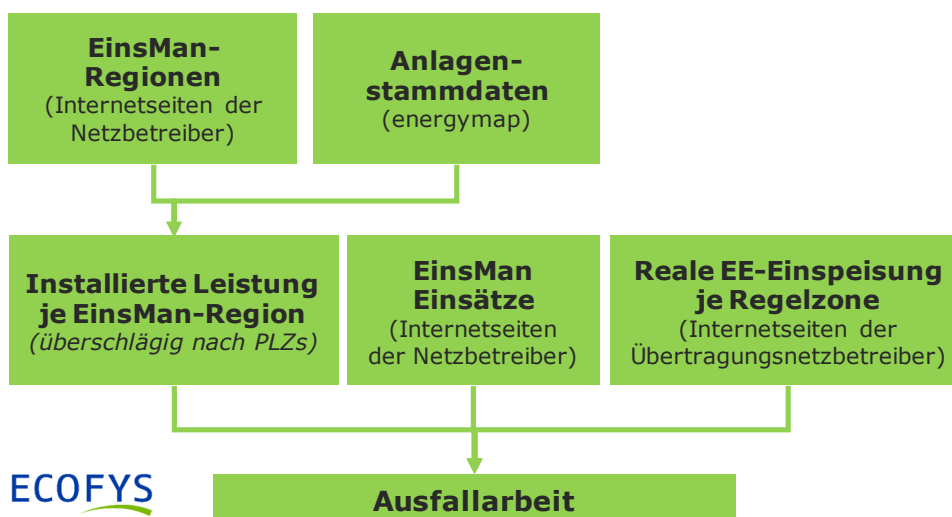 EinsMan-
Regionen
(Internetseiten der
Netzbetreiber)
Anlagen-
stammdaten
(energymap)
Installierte Leistung
je EinsMan-Region
(überschlägig nach PLZs)
EinsMan
Einsätze
(Internetseiten
der Netzbetreiber)
Reale EE-Einspeisung
je Regelzone
(Internetseiten der
Übertragungsnetzbetreiber)
ECOFYS
Ausfallarbeit